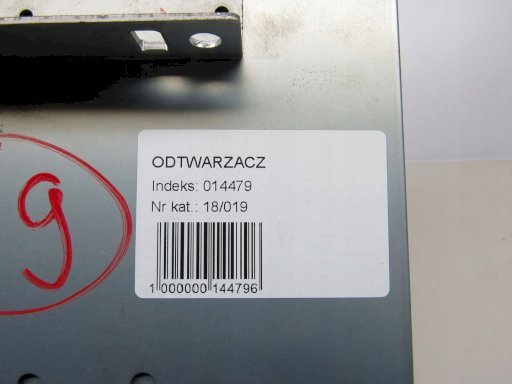 ODTWARZACZ
Indeks: 014479
Nr kat.: 18/019
1 000000 144796
9